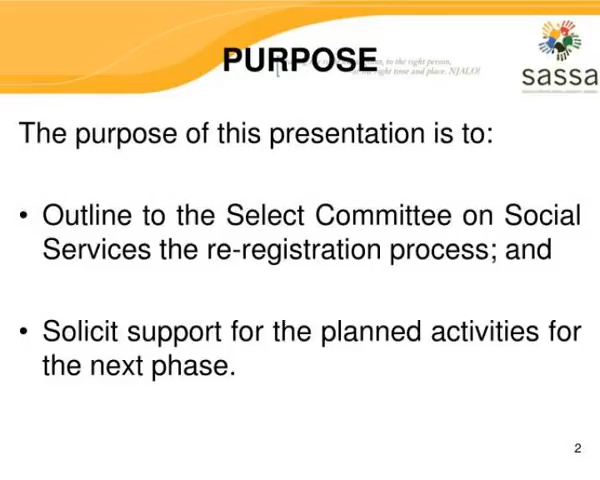 PURPOSE
to the right person,
right time and place. NJALO!
sassa
The purpose of this presentation is to:
• Outline to the Select Committee on Social
Services the re-registration process; and
• Solicit support for the planned activities for
the next phase.
2